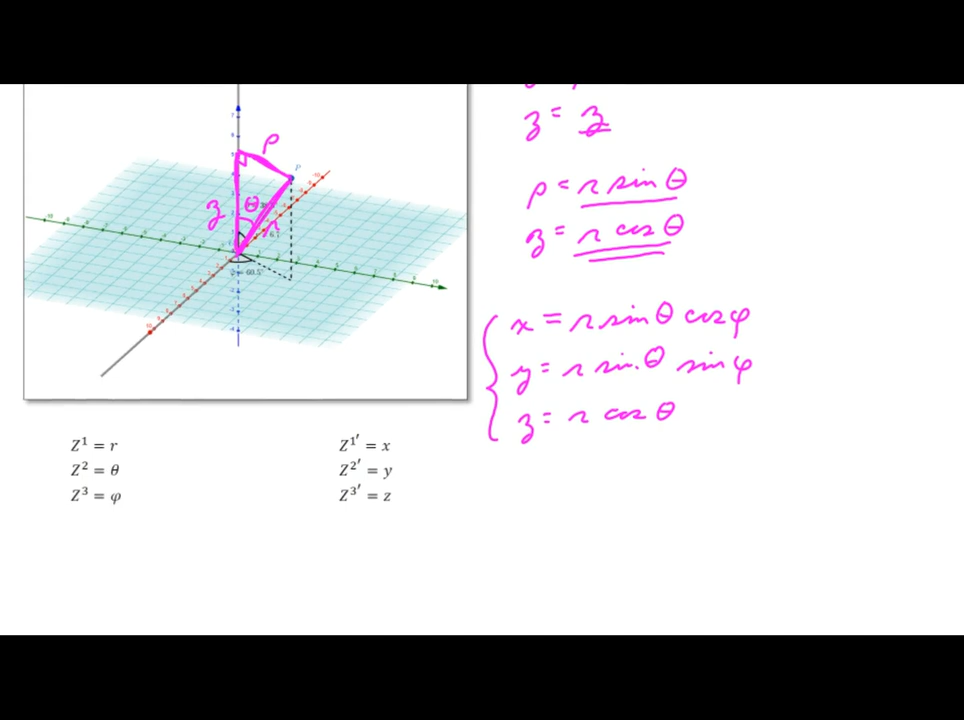 z = z
ρ = r sin θ
z = r cos θ
x = r sin θ cos φ
y = r sin. θ sin φ
z = r cos θ
ρ
P
z
θ
r
Z¹ = r
Z² = θ
Z³ = φ
Z¹′ = x
Z²′ = y
Z³′ = z